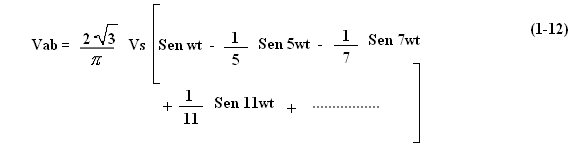 Vab = 2·√3/π Vs [ Sen wt - 1/5 Sen 5wt - 1/7 Sen 7wt (1-12)
+ 1/11 Sen 11wt + ................. ]